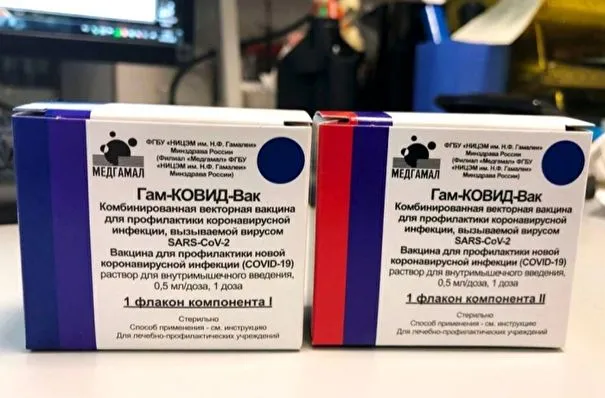 МЕДГАМАЛ
ФГБУ «НИЦЭМ им. Н.Ф. Гамалеи»
Минздрава России
(Филиал «Медгамал» ФГБУ
«НИЦЭМ им. Н.Ф. Гамалеи»
Минздрава России)
Гам-КОВИД-Вак
Комбинированная векторная вакцина
для профилактики коронавирусной
инфекции, вызываемой вирусом
SARS-CoV-2
Вакцина для профилактики новой
коронавирусной инфекции (COVID-19)
раствор для внутримышечного введения,
0,5 мл/доза, 1 доза
1 флакон компонента I
Стерильно
Способ применения - см. инструкцию
Для лечебно-профилактических учреждений
МЕДГАМАЛ
ФГБУ «НИЦЭМ им. Н.Ф. Гамалеи»
Минздрава России
(Филиал «Медгамал» ФГБУ
«НИЦЭМ им. Н.Ф. Гамалеи»
Минздрава России)
Гам-КОВИД-Вак
Комбинированная векторная вакцина
для профилактики коронавирусной
инфекции, вызываемой вирусом
SARS-CoV-2
Вакцина для профилактики новой
коронавирусной инфекции (COVID-19)
раствор для внутримышечного введения,
0,5 мл/доза, 1 доза
1 флакон компонента II
Стерильно
Способ применения - см. инструкцию
Для лечебно-профилактических учреждений